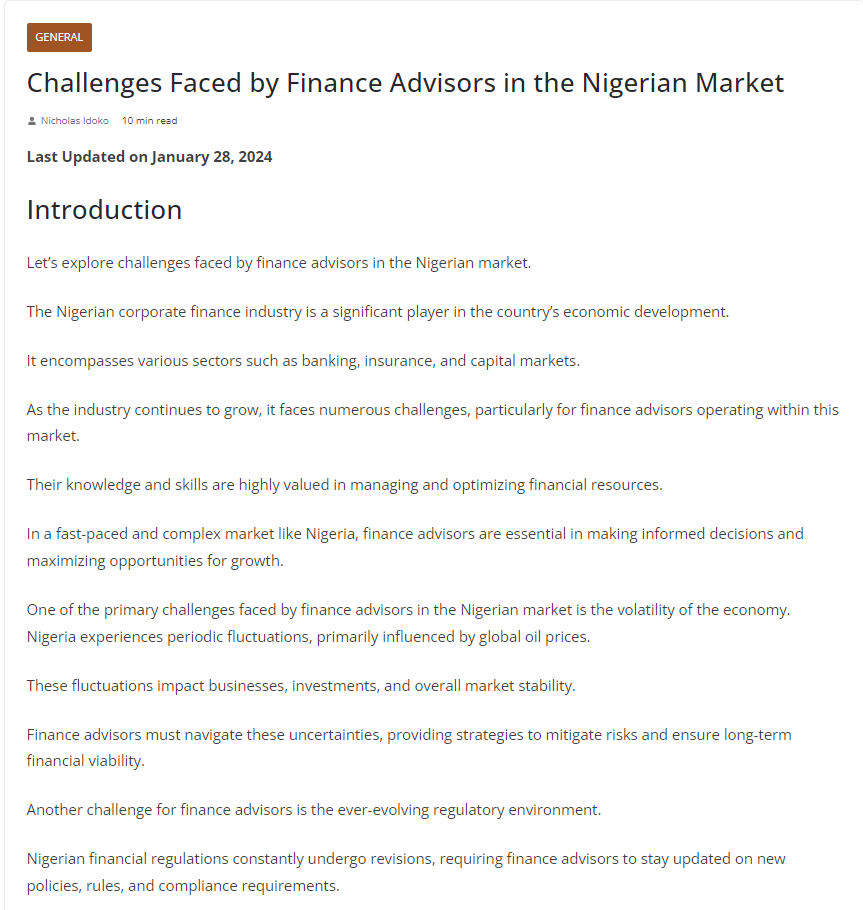 GENERAL
Challenges Faced by Finance Advisors in the Nigerian Market
Nicholas Idoko 10 min read
Last Updated on January 28, 2024
Introduction
Let’s explore challenges faced by finance advisors in the Nigerian market.
The Nigerian corporate finance industry is a significant player in the country’s economic development.
It encompasses various sectors such as banking, insurance, and capital markets.
As the industry continues to grow, it faces numerous challenges, particularly for finance advisors operating within this
market.
Their knowledge and skills are highly valued in managing and optimizing financial resources.
In a fast-paced and complex market like Nigeria, finance advisors are essential in making informed decisions and
maximizing opportunities for growth.
One of the primary challenges faced by finance advisors in the Nigerian market is the volatility of the economy.
Nigeria experiences periodic fluctuations, primarily influenced by global oil prices.
These fluctuations impact businesses, investments, and overall market stability.
Finance advisors must navigate these uncertainties, providing strategies to mitigate risks and ensure long-term
financial viability.
Another challenge for finance advisors is the ever-evolving regulatory environment.
Nigerian financial regulations constantly undergo revisions, requiring finance advisors to stay updated on new
policies, rules, and compliance requirements.